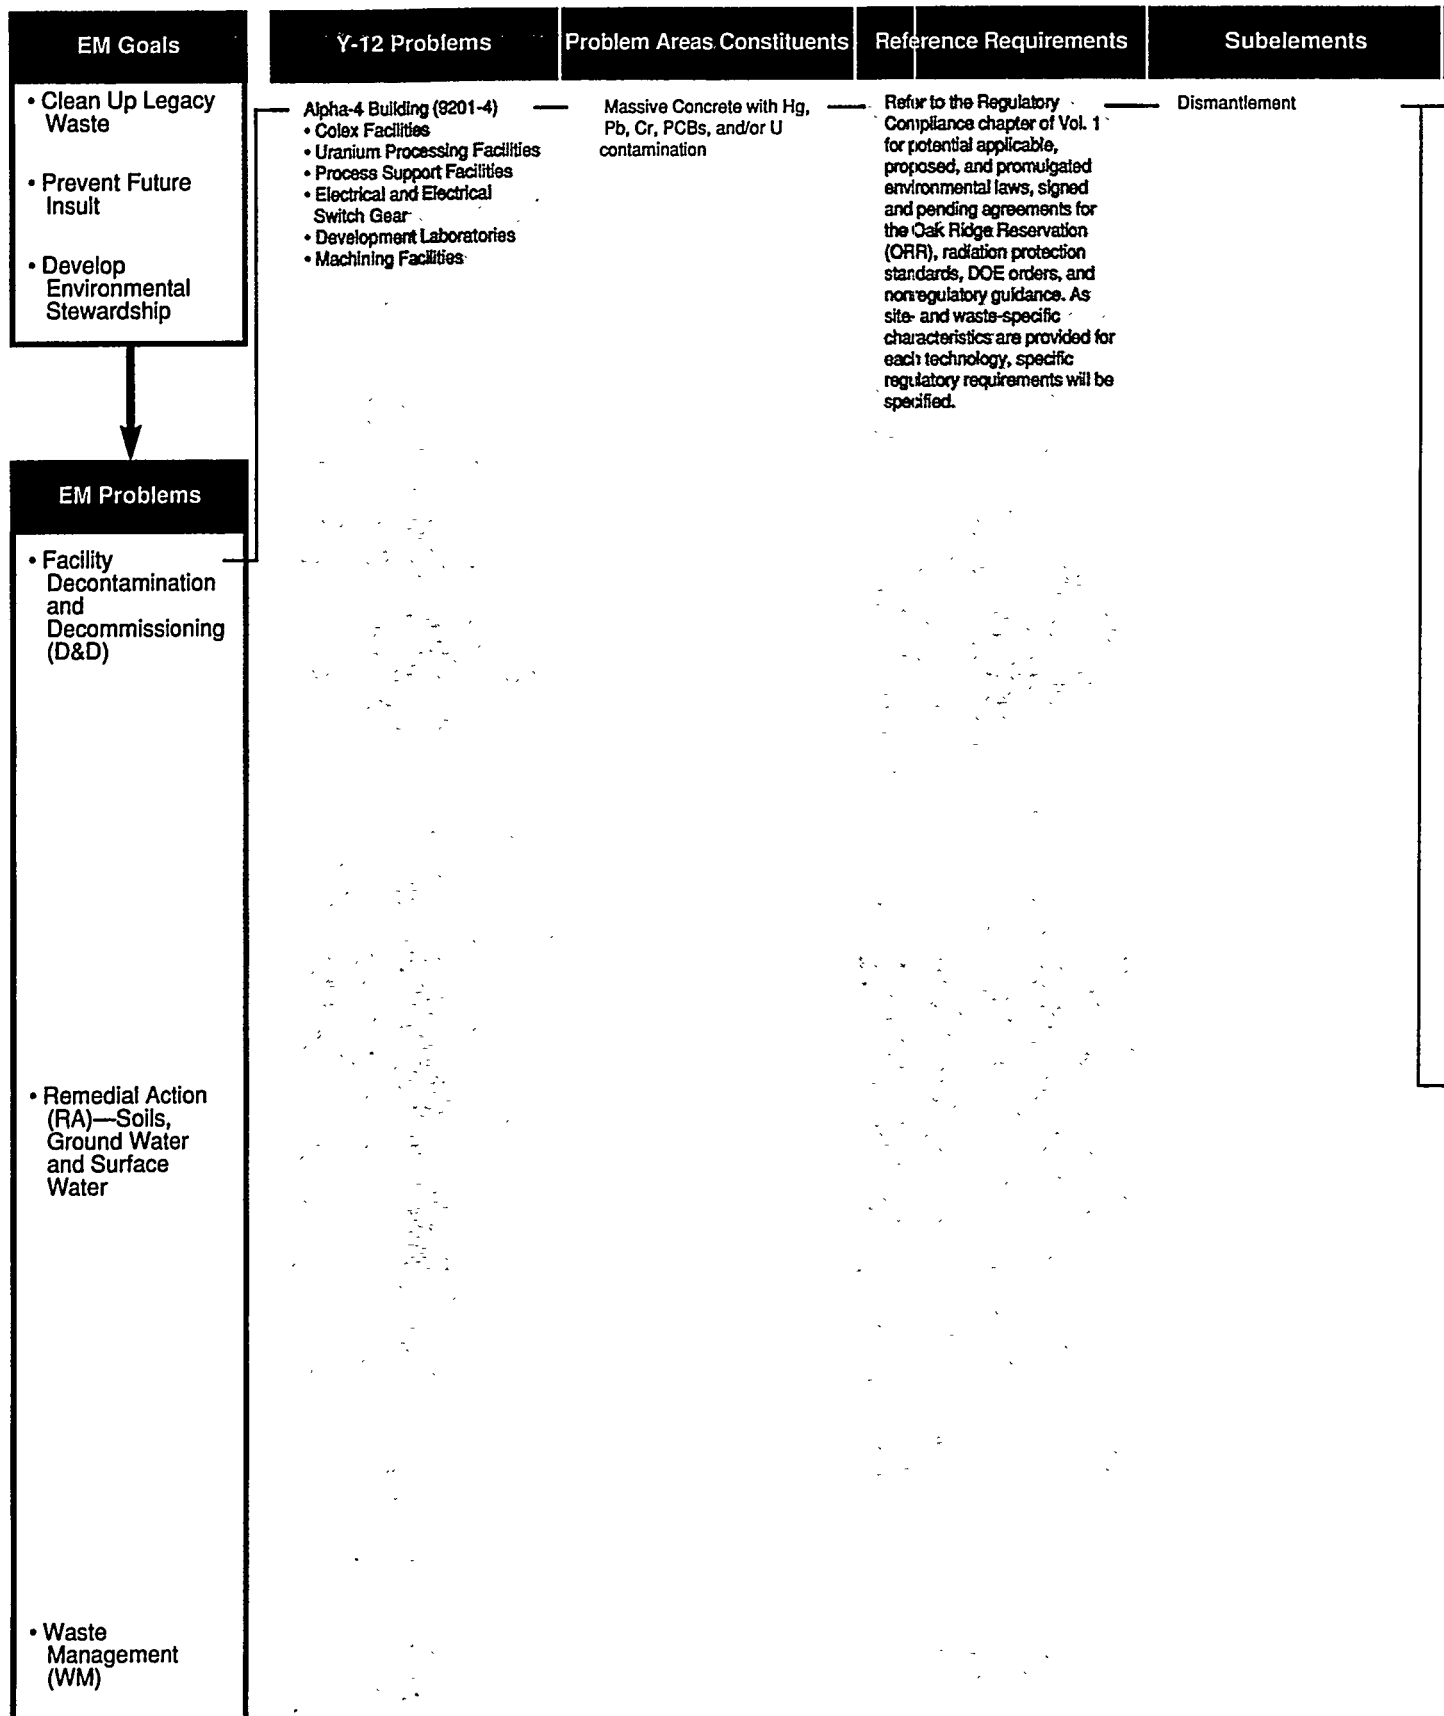 EM Goals
• Clean Up Legacy
Waste
• Prevent Future
Insult
• Develop
Environmental
Stewardship
EM Problems
• Facility
Decontamination
and
Decommissioning
(D&D)
• Remedial Action
(RA)—Soils,
Ground Water
and Surface
Water
• Waste
Management
(WM)
Y-12 Problems
Alpha-4 Building (9201-4)
• Colex Facilities
• Uranium Processing Facilities
• Process Support Facilities
• Electrical and Electrical
Switch Gear
• Development Laboratories
• Machining Facilities
Problem Areas Constituents
Massive Concrete with Hg,
Pb, Cr, PCBs, and/or U
contamination
Reference Requirements
Refer to the Regulatory
Compliance chapter of Vol. 1
for potential applicable,
proposed, and promulgated
environmental laws, signed
and pending agreements for
the Oak Ridge Reservation
(ORR), radiation protection
standards, DOE orders, and
nonregulatory guidance. As
site- and waste-specific
characteristics are provided for
each technology, specific
regulatory requirements will be
specified.
Subelements
Dismantlement